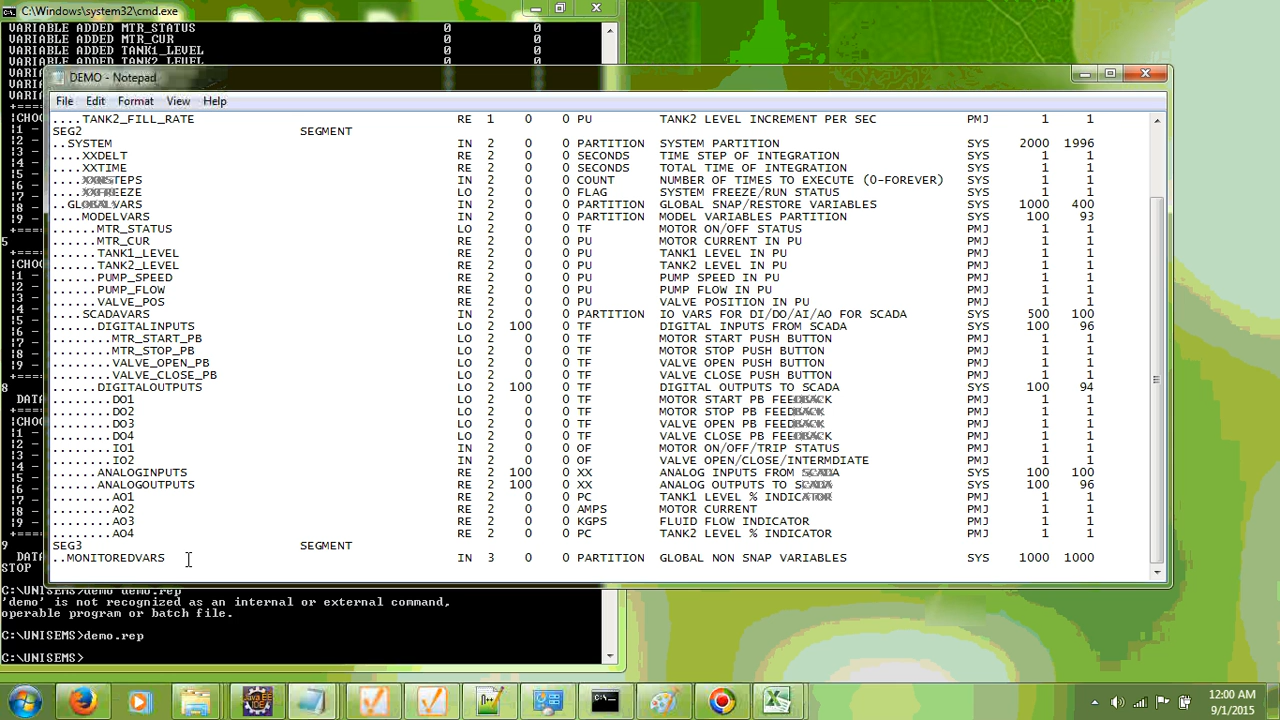 C:\Windows\system32\cmd.exe
VARIABLE ADDED MTR_STATUS 0 0
VARIABLE ADDED MTR_CUR 0 0
VARIABLE ADDED TANK1_LEVEL 0 0
VARIABLE ADDED TANK2_LEVEL 0 0
DEMO - Notepad
File Edit Format View Help
....TANK2_FILL_RATE RE 1 0 0 PU TANK2 LEVEL INCREMENT PER SEC PMJ 1 1
SEG2 SEGMENT
..SYSTEM IN 2 0 0 PARTITION SYSTEM PARTITION SYS 2000 1996
....XXDELT RE 2 0 0 SECONDS TIME STEP OF INTEGRATION SYS 1 1
....XXTIME RE 2 0 0 SECONDS TOTAL TIME OF INTEGRATION SYS 1 1
....XXNSTEPS IN 2 0 0 COUNT NUMBER OF TIMES TO EXECUTE (0-FOREVER) SYS 1 1
....XXFREEZE LO 2 0 0 FLAG SYSTEM FREEZE/RUN STATUS SYS 1 1
..GLOBALVARS IN 2 0 0 PARTITION GLOBAL SNAP/RESTORE VARIABLES SYS 1000 400
....MODELVARS IN 2 0 0 PARTITION MODEL VARIABLES PARTITION SYS 100 93
......MTR_STATUS LO 2 0 0 TF MOTOR ON/OFF STATUS PMJ 1 1
......MTR_CUR RE 2 0 0 PU MOTOR CURRENT IN PU PMJ 1 1
......TANK1_LEVEL RE 2 0 0 PU TANK1 LEVEL IN PU PMJ 1 1
......TANK2_LEVEL RE 2 0 0 PU TANK2 LEVEL IN PU PMJ 1 1
......PUMP_SPEED RE 2 0 0 PU PUMP SPEED IN PU PMJ 1 1
......PUMP_FLOW RE 2 0 0 PU PUMP FLOW IN PU PMJ 1 1
......VALVE_POS RE 2 0 0 PU VALVE POSITION IN PU PMJ 1 1
....SCADAVARS IN 2 0 0 PARTITION IO VARS FOR DI/DO/AI/AO FOR SCADA SYS 500 100
......DIGITALINPUTS LO 2 100 0 TF DIGITAL INPUTS FROM SCADA SYS 100 96
........MTR_START_PB LO 2 0 0 TF MOTOR START PUSH BUTTON PMJ 1 1
........MTR_STOP_PB LO 2 0 0 TF MOTOR STOP PUSH BUTTON PMJ 1 1
........VALVE_OPEN_PB LO 2 0 0 TF VALVE OPEN PUSH BUTTON PMJ 1 1
........VALVE_CLOSE_PB LO 2 0 0 TF VALVE CLOSE PUSH BUTTON PMJ 1 1
......DIGITALOUTPUTS LO 2 100 0 TF DIGITAL OUTPUTS TO SCADA SYS 100 94
........DO1 LO 2 0 0 TF MOTOR START PB FEEDBACK PMJ 1 1
........DO2 LO 2 0 0 TF MOTOR STOP PB FEEDBACK PMJ 1 1
........DO3 LO 2 0 0 TF VALVE OPEN PB FEEDBACK PMJ 1 1
........DO4 LO 2 0 0 TF VALVE CLOSE PB FEEDBACK PMJ 1 1
........IO1 IN 2 0 0 OF MOTOR ON/OFF/TRIP STATUS PMJ 1 1
........IO2 IN 2 0 0 OF VALVE OPEN/CLOSE/INTERMDIATE PMJ 1 1
......ANALOGINPUTS RE 2 100 0 XX ANALOG INPUTS FROM SCADA SYS 100 100
......ANALOGOUTPUTS RE 2 100 0 XX ANALOG OUTPUTS TO SCADA SYS 100 96
........AO1 RE 2 0 0 PC TANK1 LEVEL % INDICATOR PMJ 1 1
........AO2 RE 2 0 0 AMPS MOTOR CURRENT PMJ 1 1
........AO3 RE 2 0 0 KGPS FLUID FLOW INDICATOR PMJ 1 1
........AO4 RE 2 0 0 PC TANK2 LEVEL % INDICATOR PMJ 1 1
SEG3 SEGMENT
..MONITOREDVARS IN 3 0 0 PARTITION GLOBAL NON SNAP VARIABLES SYS 1000 1000
STOP
C:\UNISEMS>demo demo.rep
'demo' is not recognized as an internal or external command,
operable program or batch file.
C:\UNISEMS>demo.rep
C:\UNISEMS>
Java EE
IDE
12:00 AM
9/1/2015